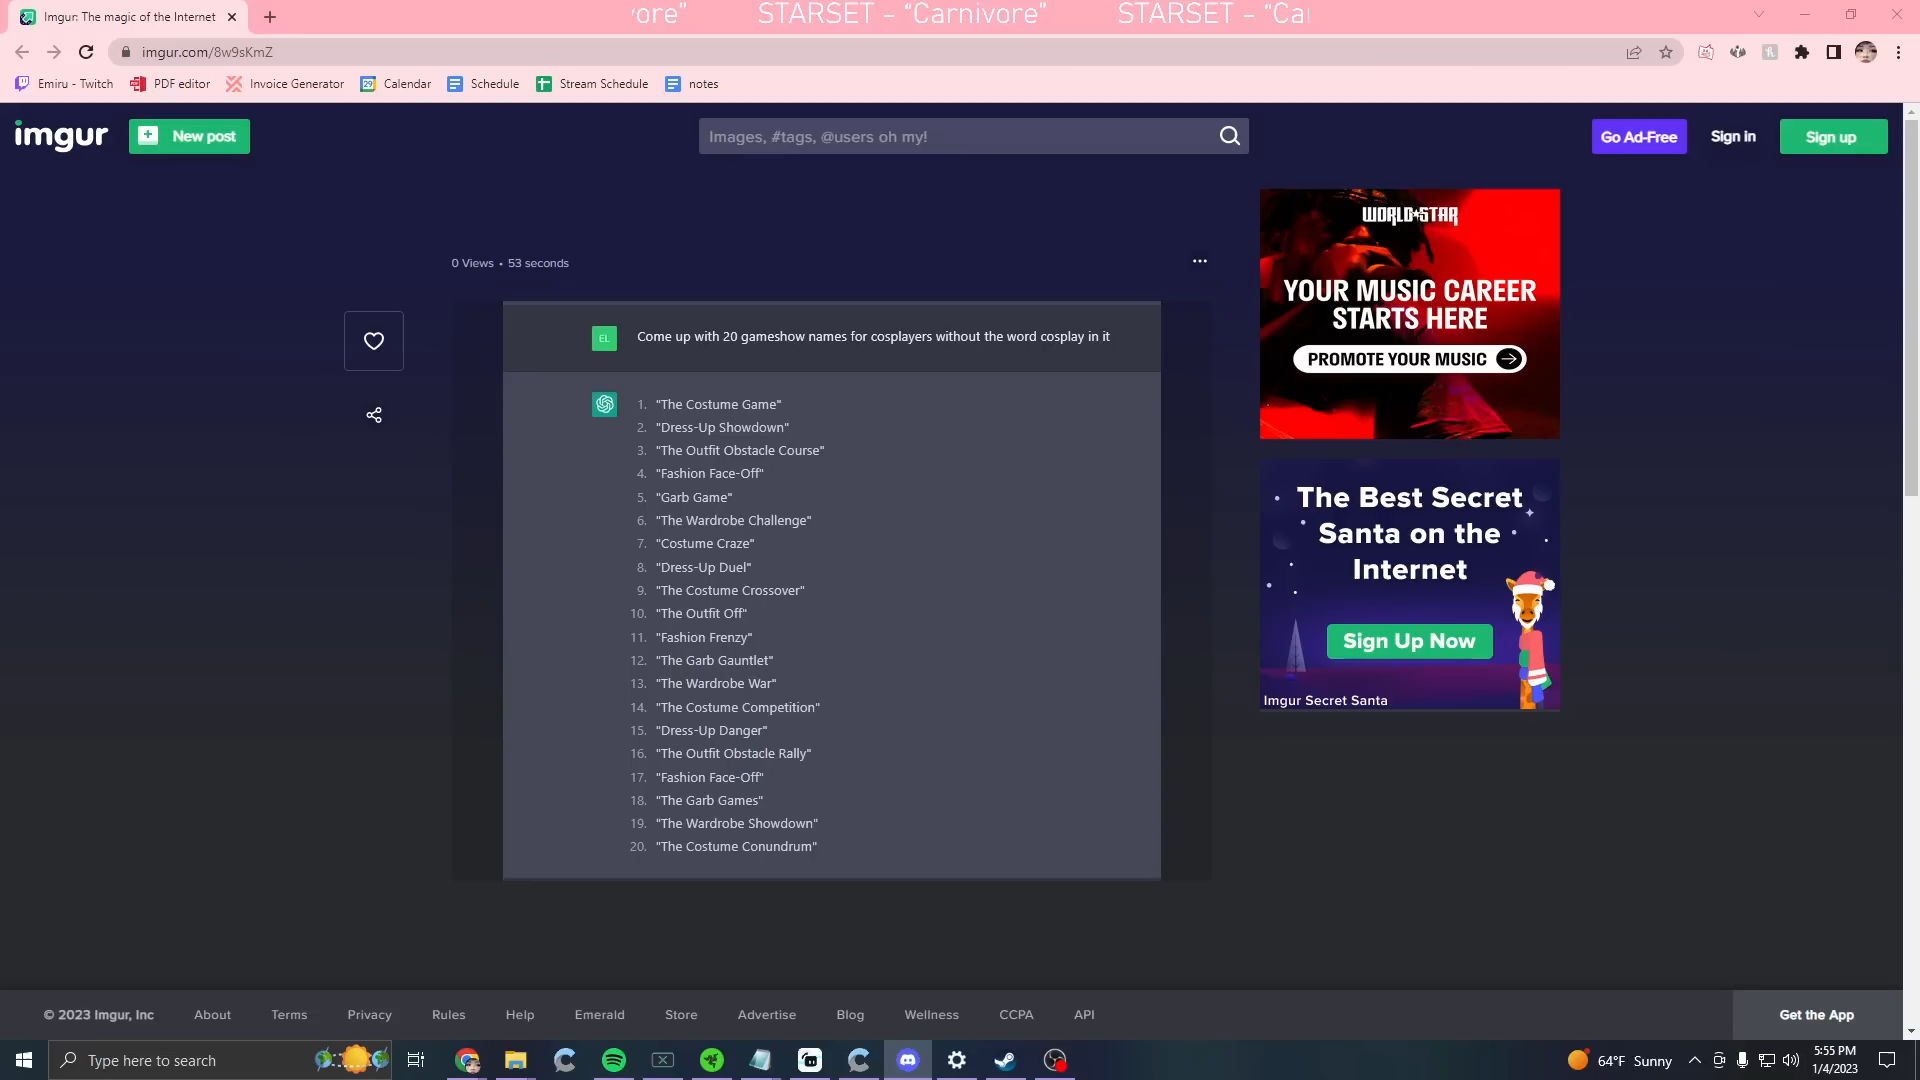 Imgur: The magic of the Internet
STARSET - “Carnivore”
STARSET - “Ca
imgur.com/8w9sKmZ
Emiru - Twitch
PDF editor
Invoice Generator
Calendar
Schedule
Stream Schedule
notes
imgur
New post
Images, #tags, @users oh my!
Go Ad-Free
Sign in
Sign up
0 Views • 53 seconds
EL
Come up with 20 gameshow names for cosplayers without the word cosplay in it
1. "The Costume Game"
2. "Dress-Up Showdown"
3. "The Outfit Obstacle Course"
4. "Fashion Face-Off"
5. "Garb Game"
6. "The Wardrobe Challenge"
7. "Costume Craze"
8. "Dress-Up Duel"
9. "The Costume Crossover"
10. "The Outfit Off"
11. "Fashion Frenzy"
12. "The Garb Gauntlet"
13. "The Wardrobe War"
14. "The Costume Competition"
15. "Dress-Up Danger"
16. "The Outfit Obstacle Rally"
17. "Fashion Face-Off"
18. "The Garb Games"
19. "The Wardrobe Showdown"
20. "The Costume Conundrum"
WORLDSTAR
YOUR MUSIC CAREER
STARTS HERE
PROMOTE YOUR MUSIC
The Best Secret
Santa on the
Internet
Sign Up Now
Imgur Secret Santa
© 2023 Imgur, Inc
About
Terms
Privacy
Rules
Help
Emerald
Store
Advertise
Blog
Wellness
CCPA
API
Get the App
Type here to search
64°F Sunny
5:55 PM
1/4/2023